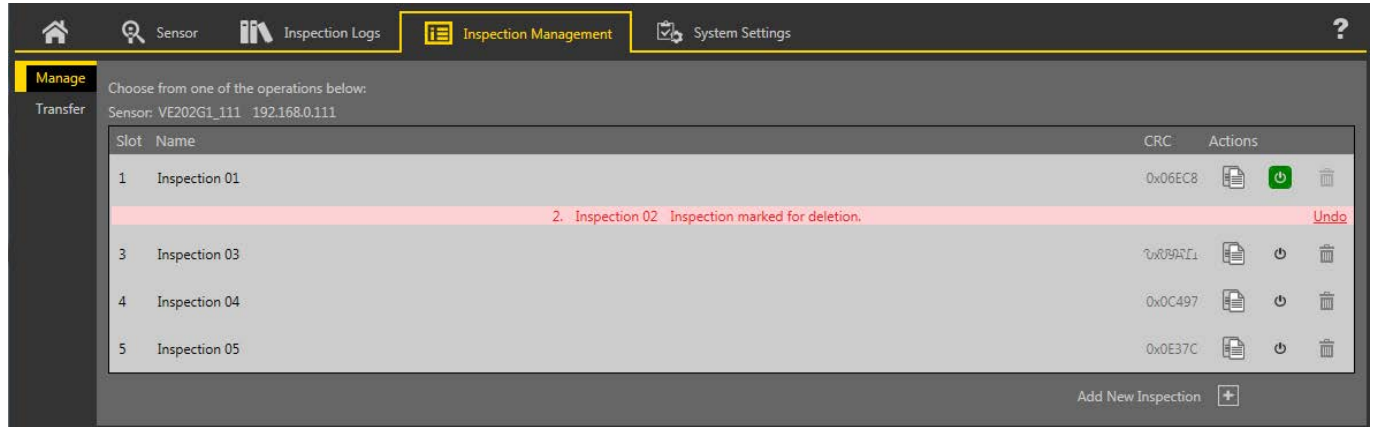 Sensor Inspection Logs Inspection Management System Settings ?
Manage
Transfer
Choose from one of the operations below:
Sensor: VE202G1_111 192.168.0.111
Slot Name CRC Actions
1 Inspection 01 0x06EC8
2. Inspection 02 Inspection marked for deletion. Undo
3 Inspection 03
4 Inspection 04 0x0C497
5 Inspection 05 0x0E37C
Add New Inspection +